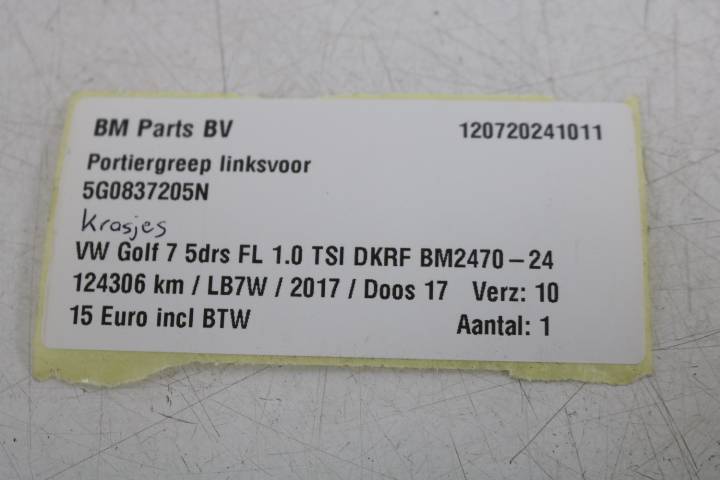 BM Parts BV 120720241011
Portiergreep linksvoor
5G0837205N
Krasjes
VW Golf 7 5drs FL 1.0 TSI DKRF BM2470-24
124306 km / LB7W / 2017 / Doos 17 Verz: 10
15 Euro incl BTW Aantal: 1